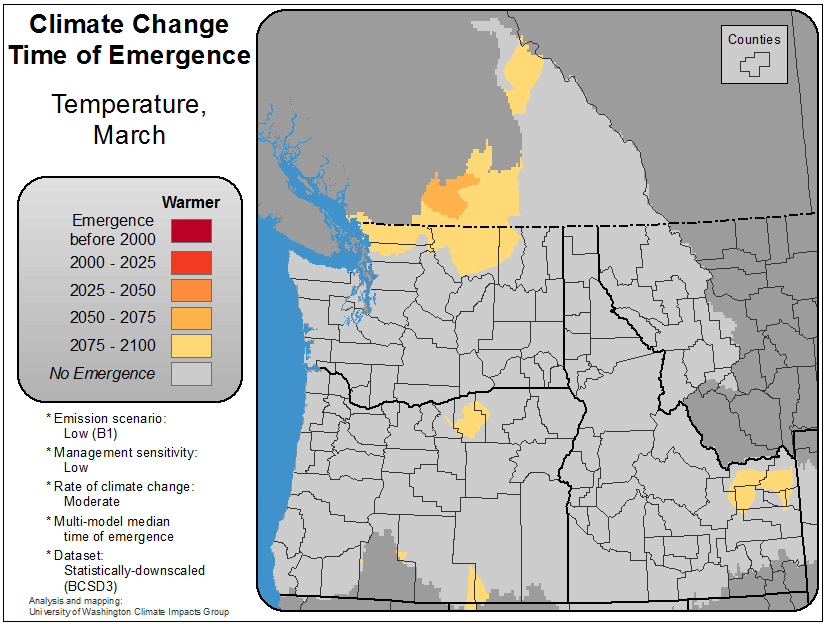 Climate Change
Time of Emergence
Temperature,
March
Warmer
Emergence
before 2000
2000 - 2025
2025 - 2050
2050 - 2075
2075 - 2100
No Emergence
* Emission scenario:
Low (B1)
* Management sensitivity:
Low
* Rate of climate change:
Moderate
* Multi-model median
time of emergence
* Dataset:
Statistically-downscaled
(BCSD3)
Analysis and mapping:
University of Washington Climate Impacts Group
Counties